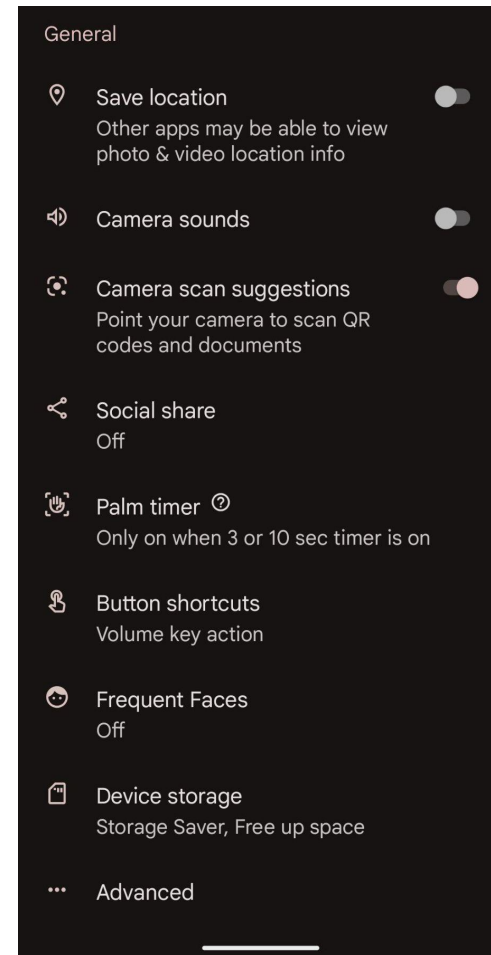 General
Save location
Other apps may be able to view
photo & video location info
Camera sounds
Camera scan suggestions
Point your camera to scan QR
codes and documents
Social share
Off
Palm timer
Only on when 3 or 10 sec timer is on
Button shortcuts
Volume key action
Frequent Faces
Off
Device storage
Storage Saver, Free up space
Advanced